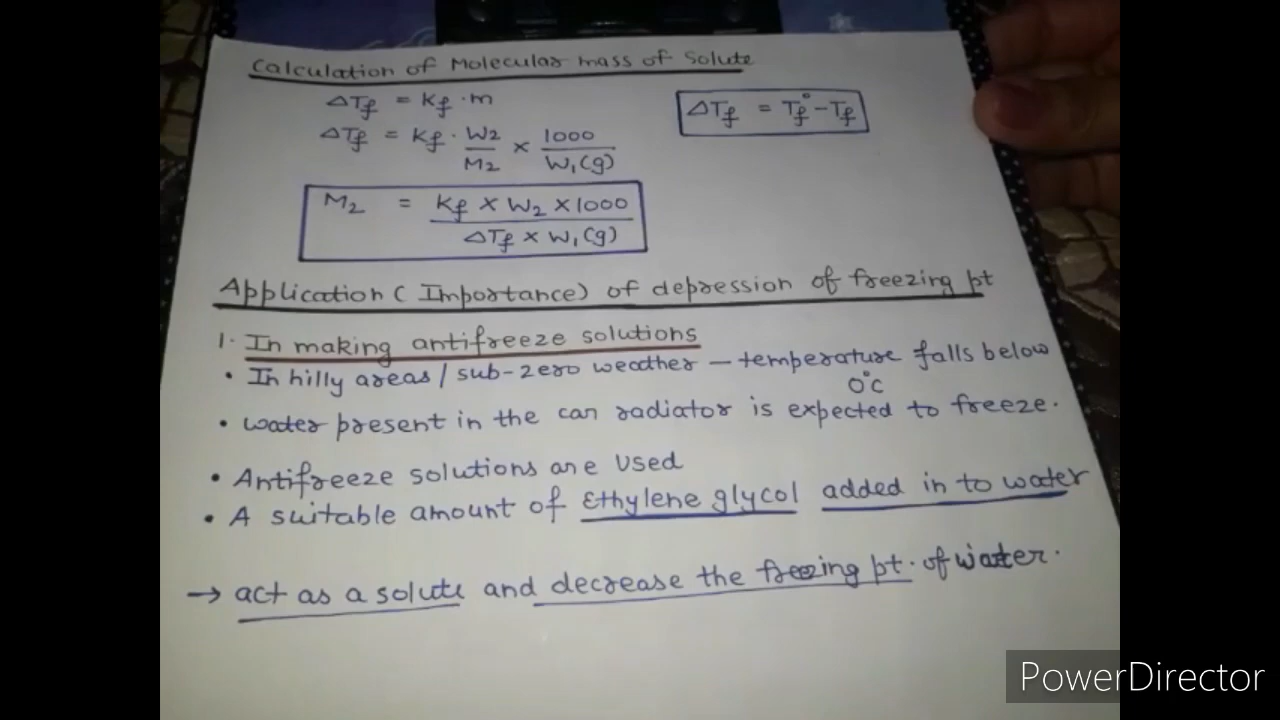 Calculation of Molecular mass of Solute
ΔTf = Kf · m
ΔTf° = Tf° - Tf
ΔTf = Kf · W2/M2 × 1000/W1(g)
M2 = Kf × W2 × 1000 / ΔTf × W1(g)
Application (Importance) of depression of freezing pt
1. In making antifreeze solutions
• In hilly areas / sub-zero weather — temperature falls below
0°C
• water present in the car radiator is expected to freeze.
• Antifreeze solutions are used
• A suitable amount of Ethylene glycol added in to water
→ act as a solute and decrease the freezing pt. of water.
PowerDirector